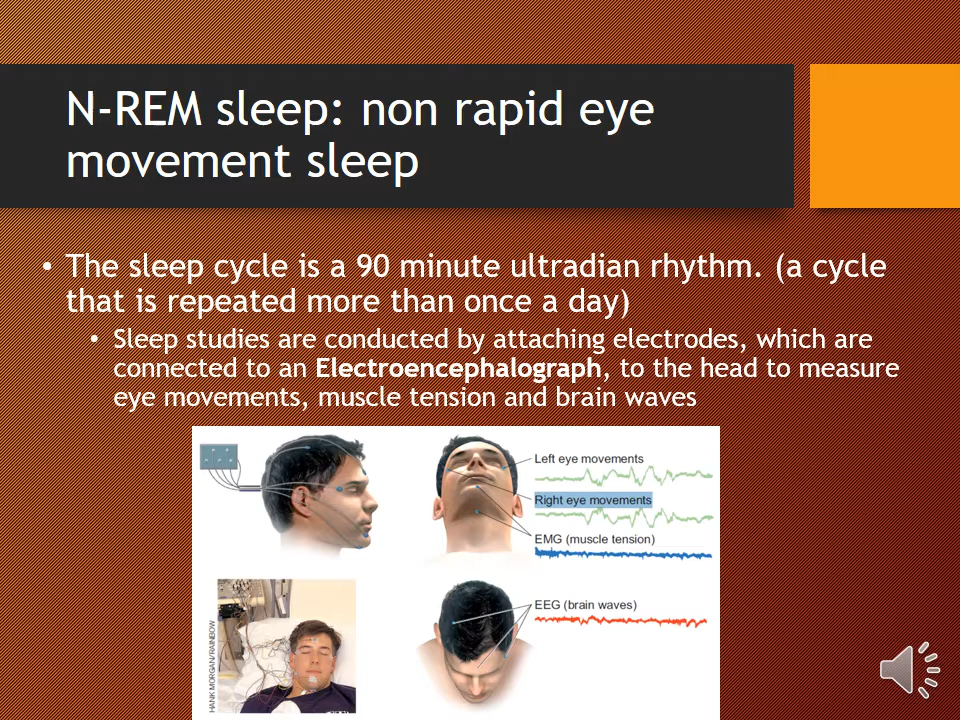 N-REM sleep: non rapid eye
movement sleep
• The sleep cycle is a 90 minute ultradian rhythm. (a cycle
that is repeated more than once a day)
• Sleep studies are conducted by attaching electrodes, which are
connected to an Electroencephalograph, to the head to measure
eye movements, muscle tension and brain waves
Left eye movements
Right eye movements
EMG (muscle tension)
EEG (brain waves)
HANK MORGAN/RAINBOW